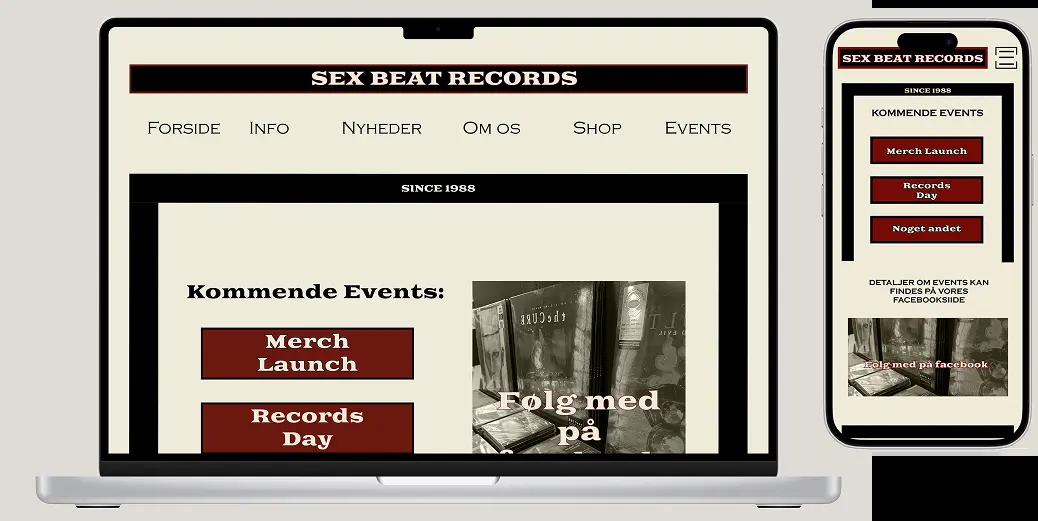 SEX BEAT RECORDS
FORSIDE INFO NYHEDER OM OS SHOP EVENTS
SINCE 1988
Kommende Events:
Merch
Launch
Records
Day
theCURE
Følg med
på
SEX BEAT RECORDS
SINCE 1988
KOMMENDE EVENTS
Merch Launch
Records
Day
Noget andet
DETALJER OM EVENTS KAN
FINDES PÅ VORES
FACEBOOKSIIDE
Følg med på facebook